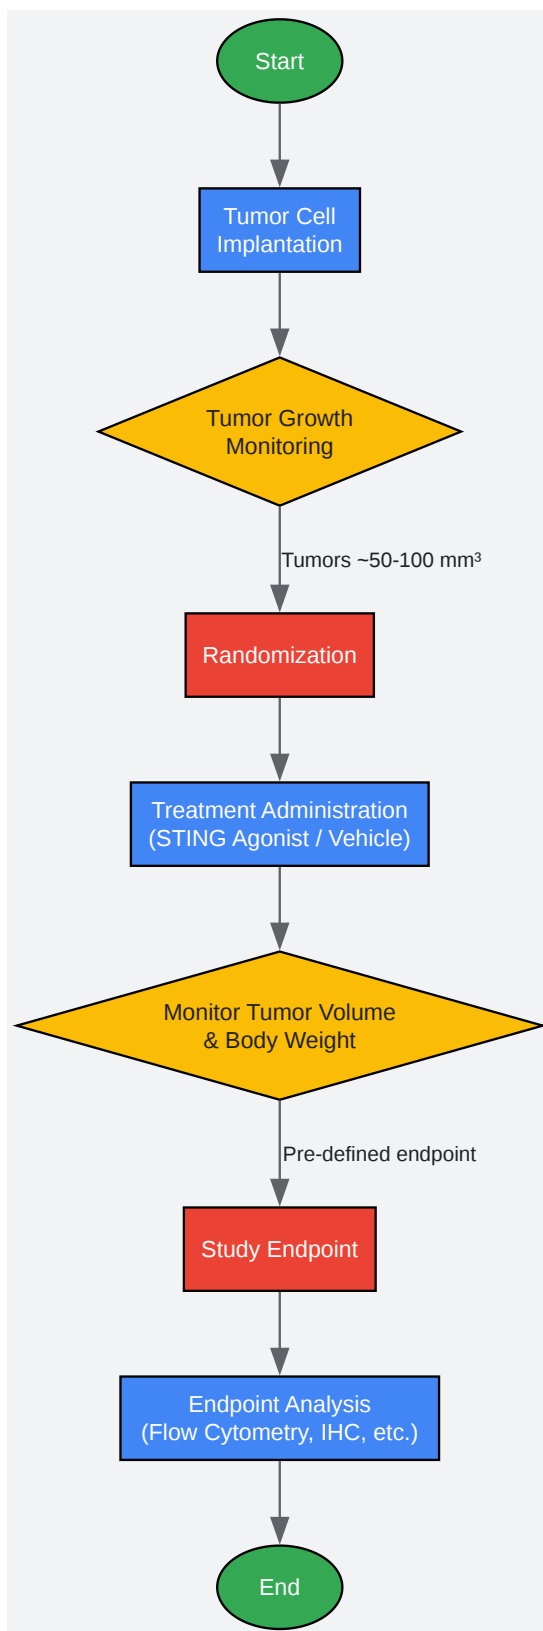 Start
Tumor Cell
Implantation
Tumor Growth
Monitoring
Tumors ~50-100 mm³
Randomization
Treatment Administration
(STING Agonist / Vehicle)
Monitor Tumor Volume
& Body Weight
Pre-defined endpoint
Study Endpoint
Endpoint Analysis
(Flow Cytometry, IHC, etc.)
End